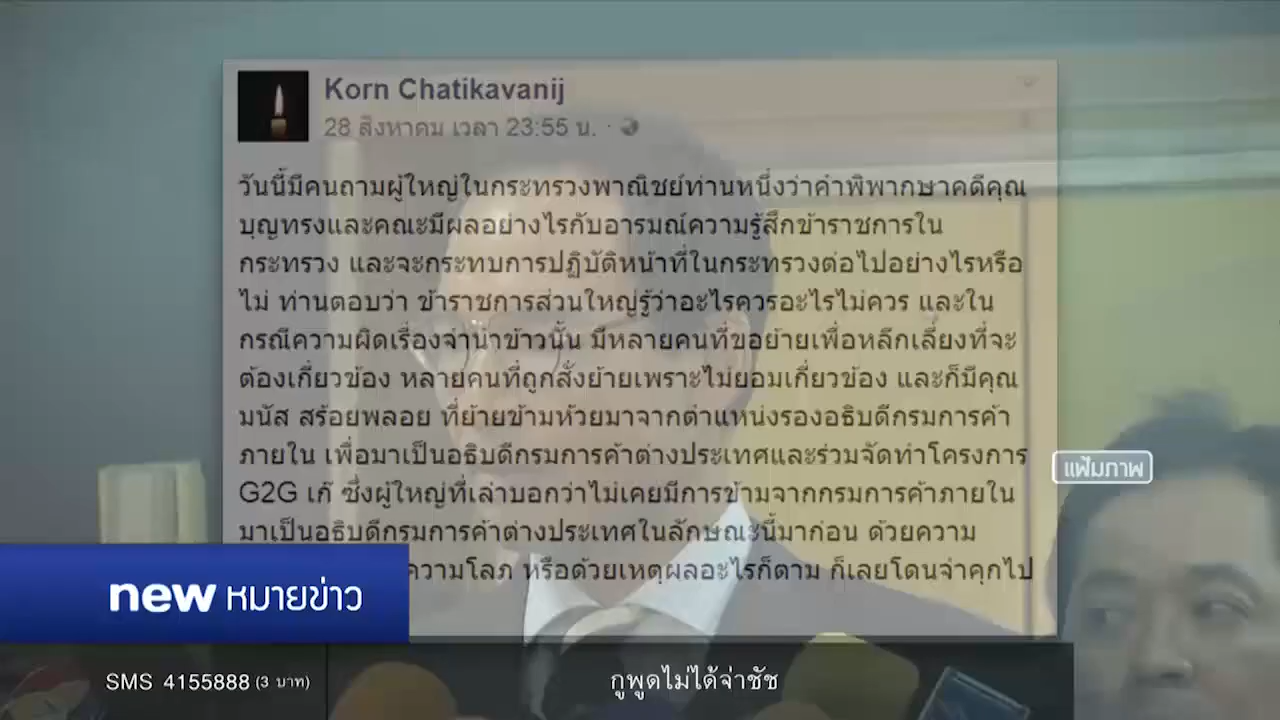 Korn Chatikavanij
28 สิงหาคม เวลา 23:55 น. ·
วันนี้มีคนถามผู้ใหญ่ในกระทรวงพาณิชย์ท่านหนึ่งว่าคำพิพากษาคดีคุณ
บุญทรงและคณะมีผลอย่างไรกับอารมณ์ความรู้สึกข้าราชการใน
กระทรวง และจะกระทบการปฏิบัติหน้าที่ในกระทรวงต่อไปอย่างไรหรือ
ไม่ ท่านตอบว่า ข้าราชการส่วนใหญ่รู้ว่าอะไรควรอะไรไม่ควร และใน
กรณีความผิดเรื่องจำนำข้าวนั้น มีหลายคนที่ขอย้ายเพื่อหลีกเลี่ยงที่จะ
ต้องเกี่ยวข้อง หลายคนที่ถูกสั่งย้ายเพราะไม่ยอมเกี่ยวข้อง และก็มีคุณ
มนัส สร้อยพลอย ที่ย้ายข้ามห้วยมาจากตำแหน่งรองอธิบดีกรมการค้า
ภายใน เพื่อมาเป็นอธิบดีกรมการค้าต่างประเทศและร่วมจัดทำโครงการ
G2G เก๊ ซึ่งผู้ใหญ่ที่เล่าบอกว่าไม่เคยมีการข้ามจากกรมการค้าภายใน
มาเป็นอธิบดีกรมการค้าต่างประเทศในลักษณะนี้มาก่อน ด้วยความ
ความโลภ หรือด้วยเหตุผลอะไรก็ตาม ก็เลยโดนจำคุกไป
แฟ้มภาพ
new หมายข่าว
SMS 4155888 (3 บาท)
กูพูดไม่ได้จ่าชัช